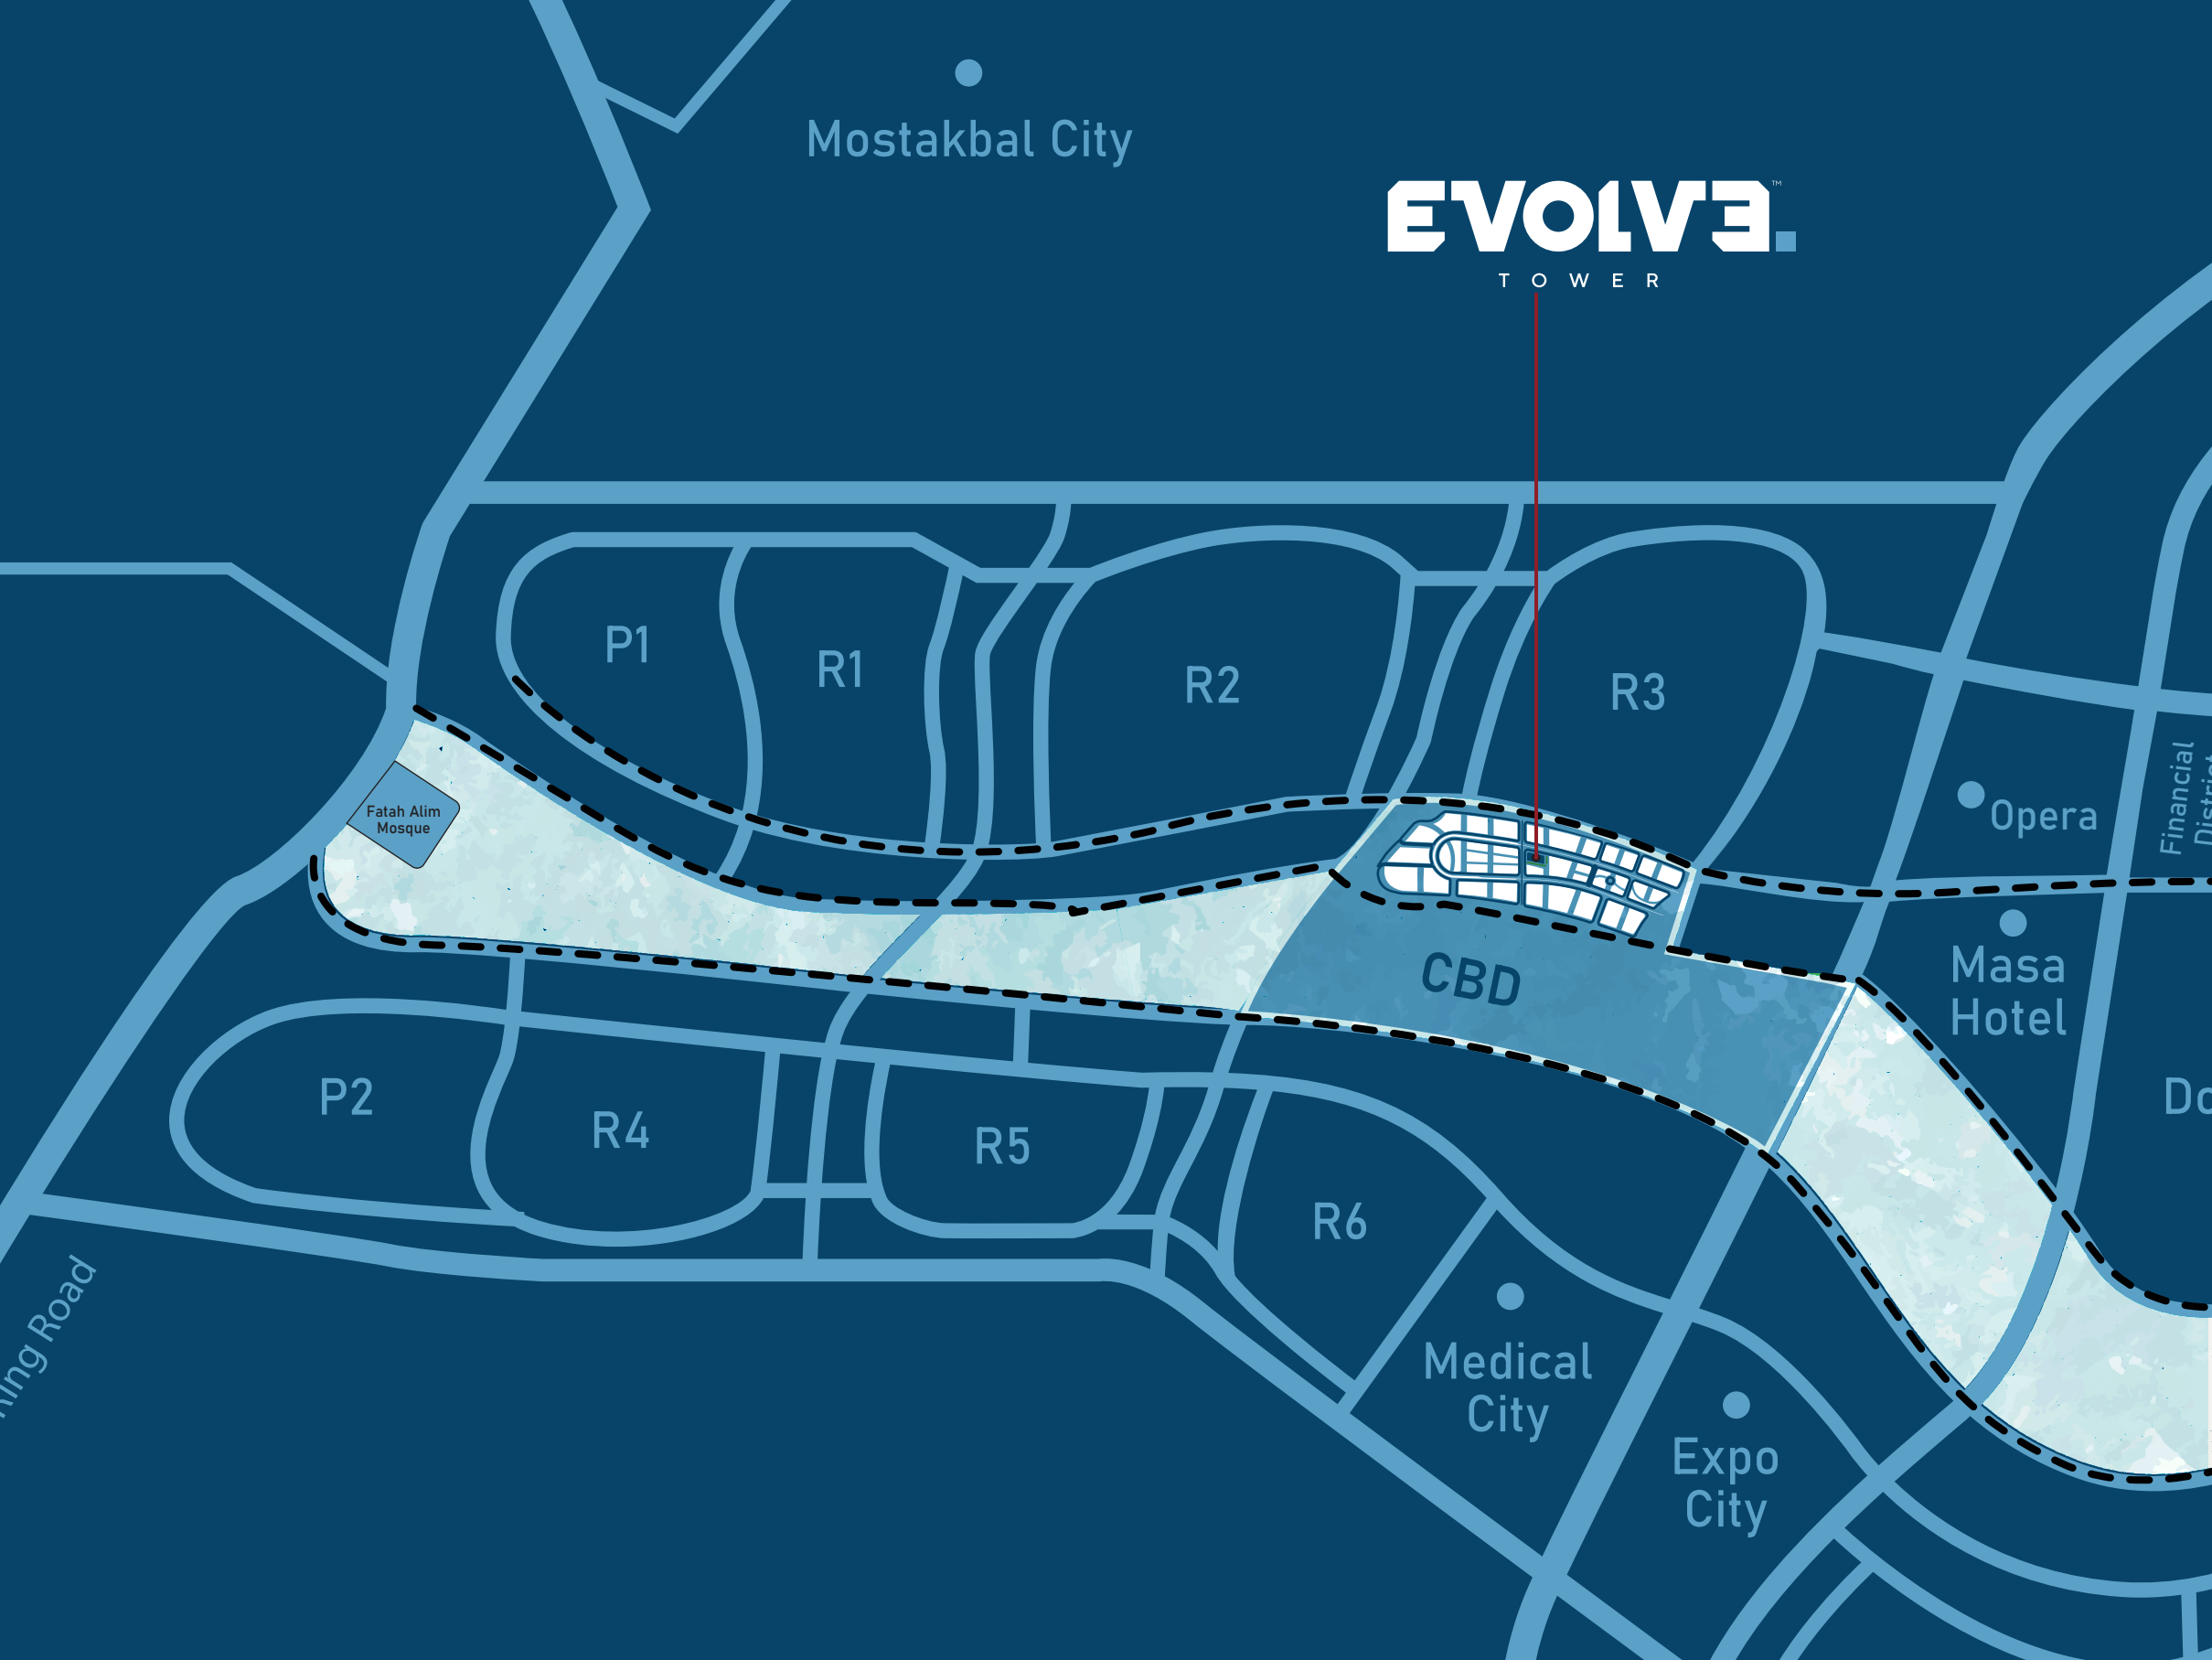 Mostakbal City
EVOLVE.™
TOWER
P1
R1
R2
R3
Fatah Alim
Mosque
Opera
Financial
CBD
Masa
Hotel
P2
R4
R5
R6
Road
Medical
City
Expo
City